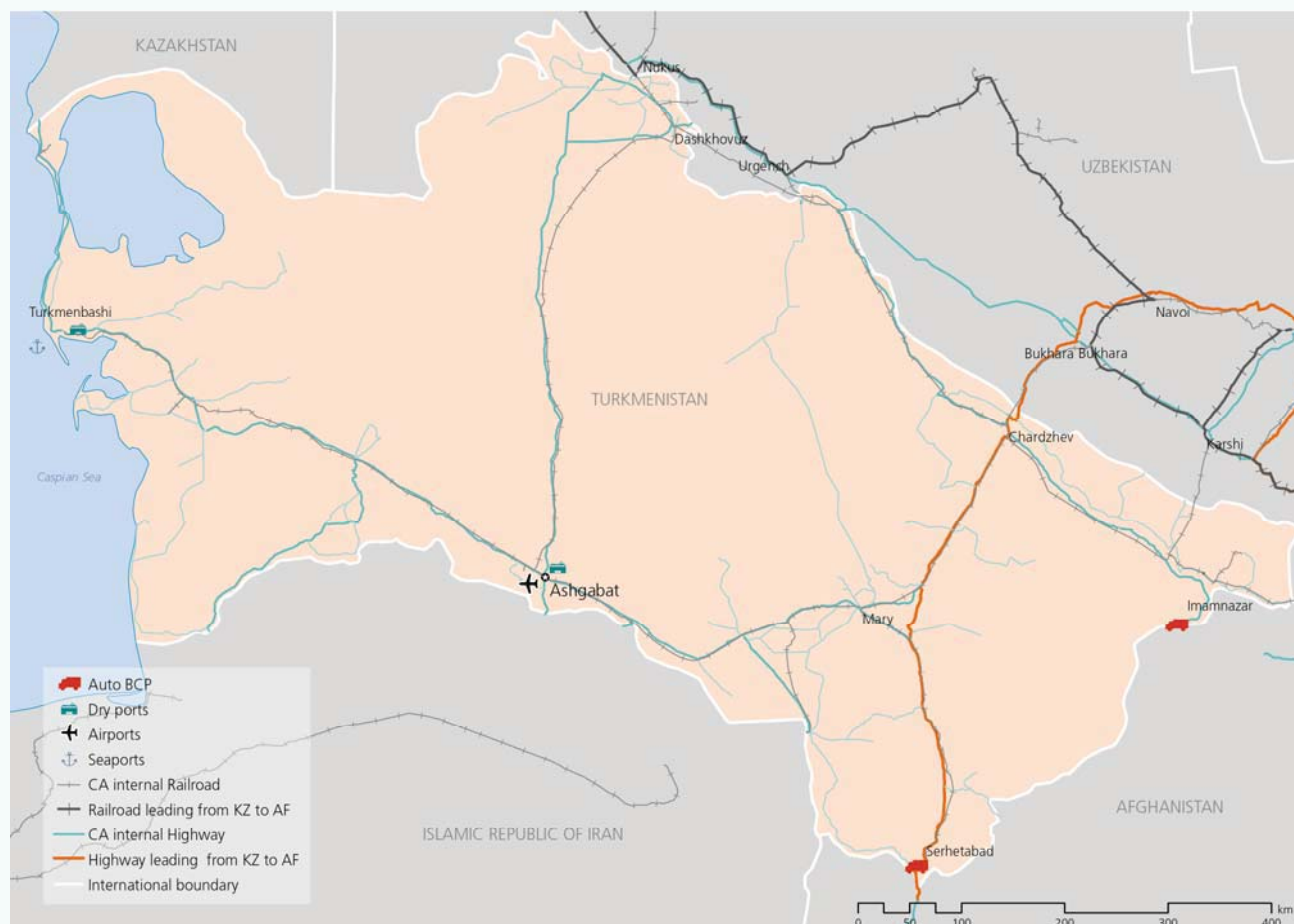 KAZAKHSTAN
Nukus
Dashkhovuz
Urgench
UZBEKISTAN
Turkmenbashi
Navoi
Bukhara Bukhara
TURKMENISTAN
Chardzhev
Karshi
Caspian Sea
Ashgabat
Imamnazar
Mary
Auto BCP
Dry ports
Airports
Seaports
CA internal Railroad
Railroad leading from KZ to AF
CA internal Highway
Highway leading from KZ to AF
International boundary
ISLAMIC REPUBLIC OF IRAN
AFGHANISTAN
Serhetabad
km
0 50 100 200 300 400